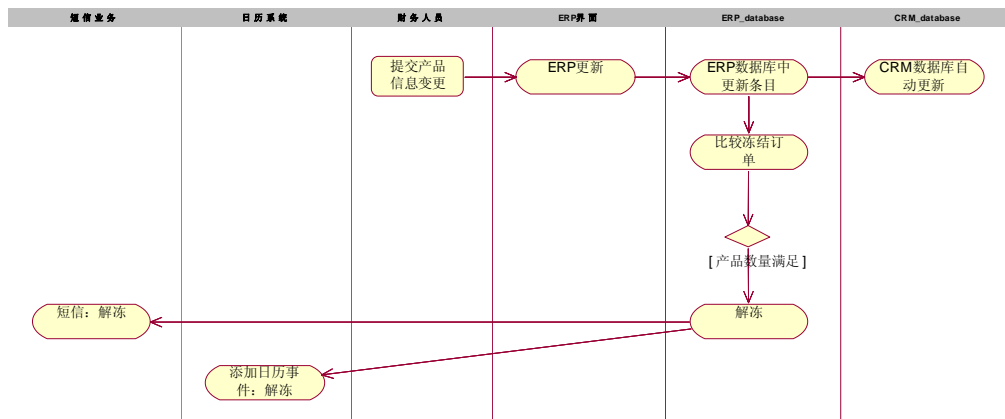 短信业务
日历系统
财务人员
ERP界面
ERP_database
CRM_database
提交产品
信息变更
ERP更新
ERP数据库中
更新条目
CRM数据库自
动更新
比较冻结订
单
[产品数量满足]
短信：解冻
解冻
添加日历事
件：解冻